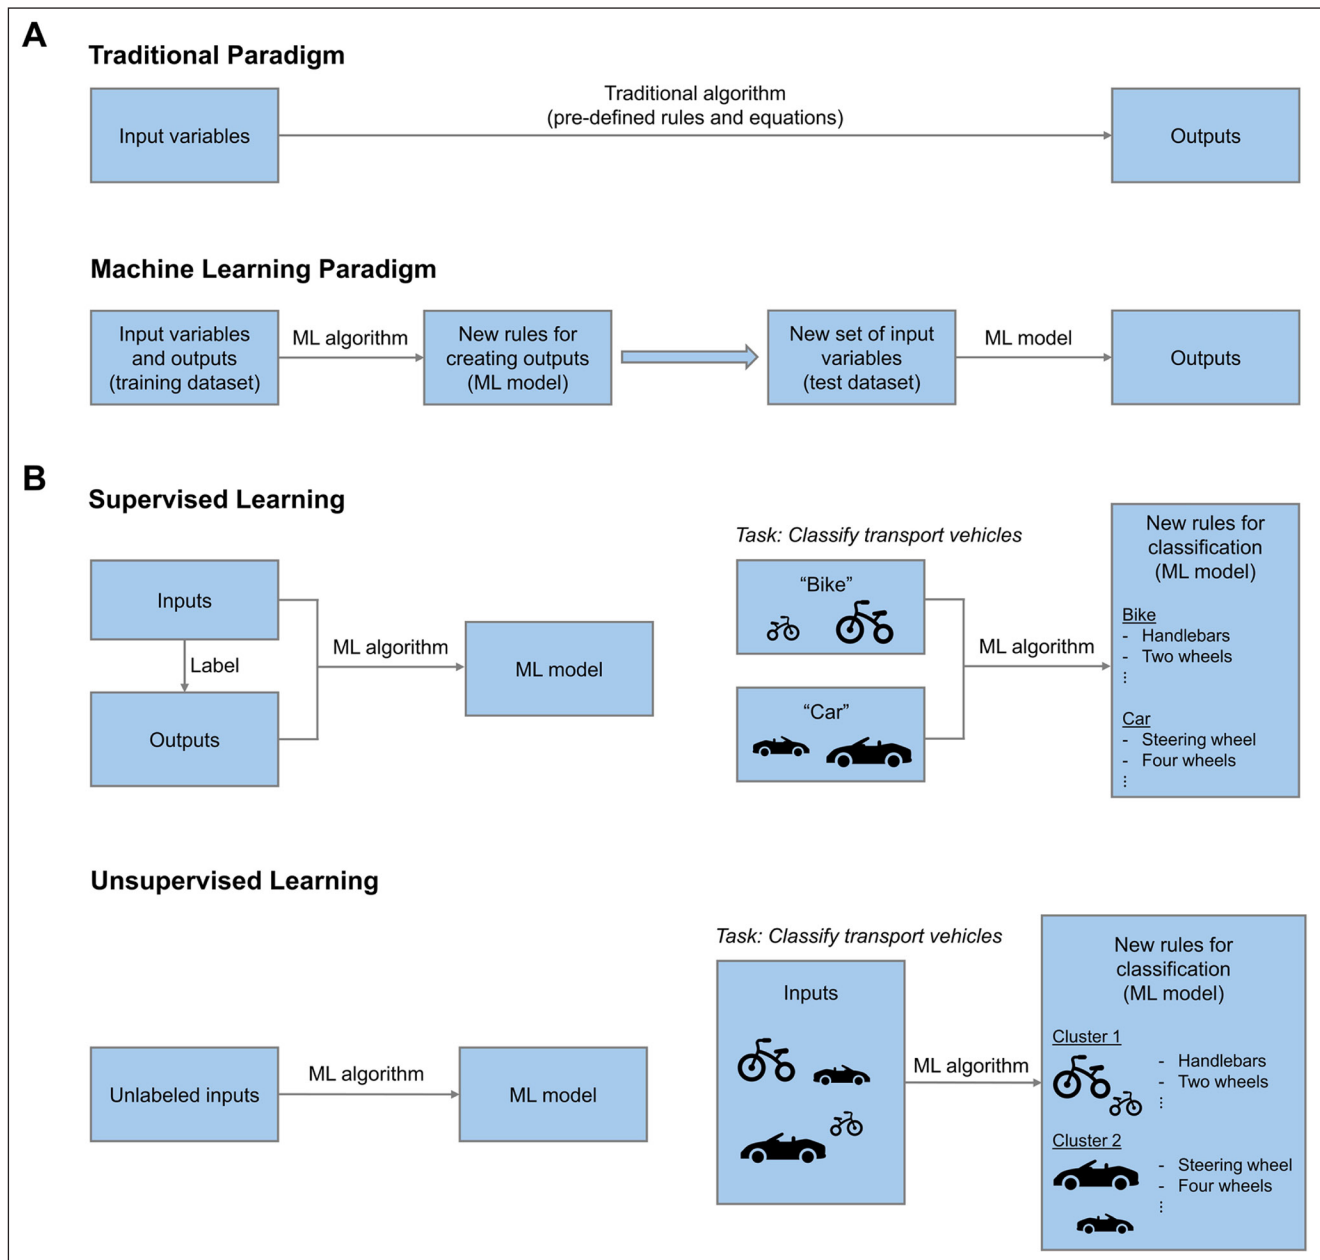 A
Traditional Paradigm
Input variables
Traditional algorithm
(pre-defined rules and equations)
Outputs
Machine Learning Paradigm
Input variables
and outputs
(training dataset)
ML algorithm
New rules for
creating outputs
(ML model)
New set of input
variables
(test dataset)
ML model
Outputs
B
Supervised Learning
Inputs
Label
Outputs
ML algorithm
ML model
Task: Classify transport vehicles
“Bike”
“Car”
ML algorithm
New rules for
classification
(ML model)
Bike
- Handlebars
- Two wheels
⋮
Car
- Steering wheel
- Four wheels
⋮
Unsupervised Learning
Unlabeled inputs
ML algorithm
ML model
Task: Classify transport vehicles
Inputs
ML algorithm
New rules for
classification
(ML model)
Cluster 1
- Handlebars
- Two wheels
⋮
Cluster 2
- Steering wheel
- Four wheels
⋮